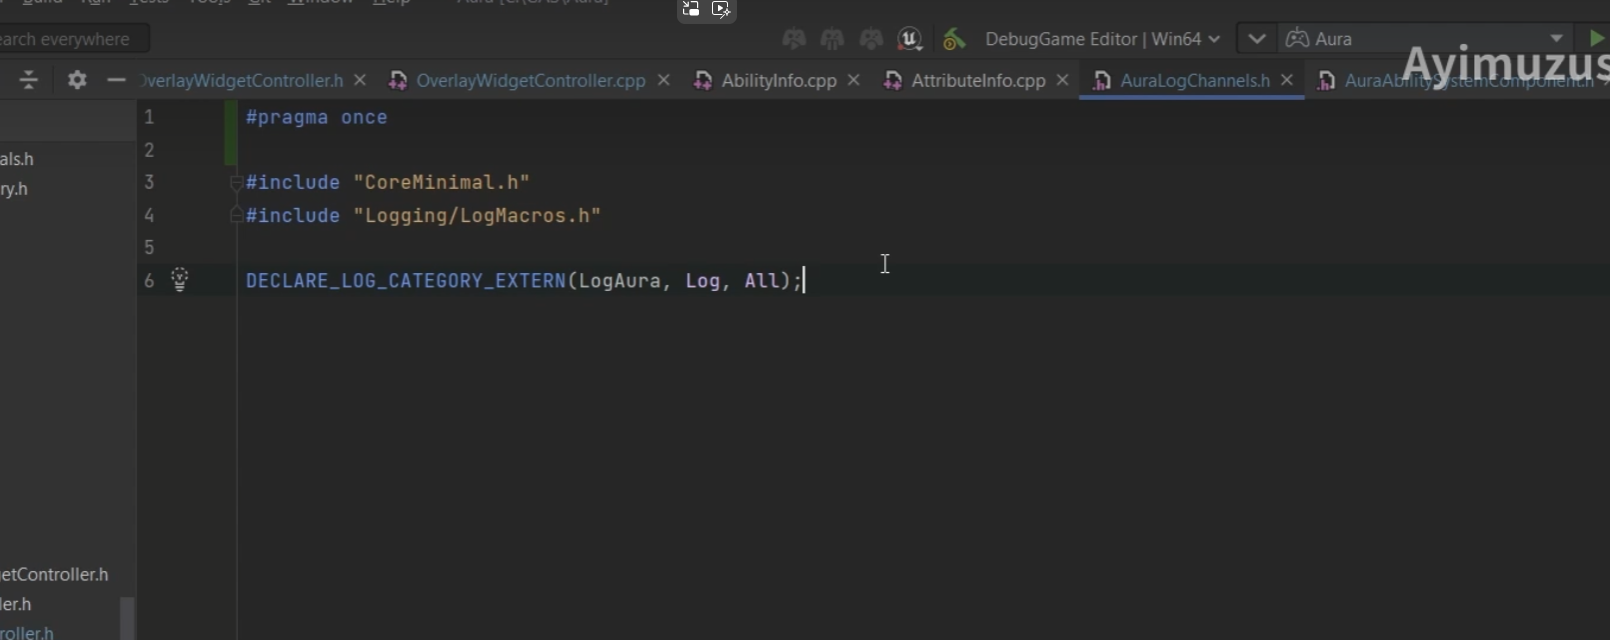 Build Run Tests Tools Git Window Help
earch everywhere
DebugGame Editor | Win64
Aura
Ayimuzus
OverlayWidgetController.h
OverlayWidgetController.cpp
AbilityInfo.cpp
AttributeInfo.cpp
AuraLogChannels.h
AuraAbilitySystemComponent.h
als.h
ry.h
etController.h
ler.h
roller.h
1 #pragma once
2
3 #include "CoreMinimal.h"
4 #include "Logging/LogMacros.h"
5
6 DECLARE_LOG_CATEGORY_EXTERN(LogAura, Log, All);